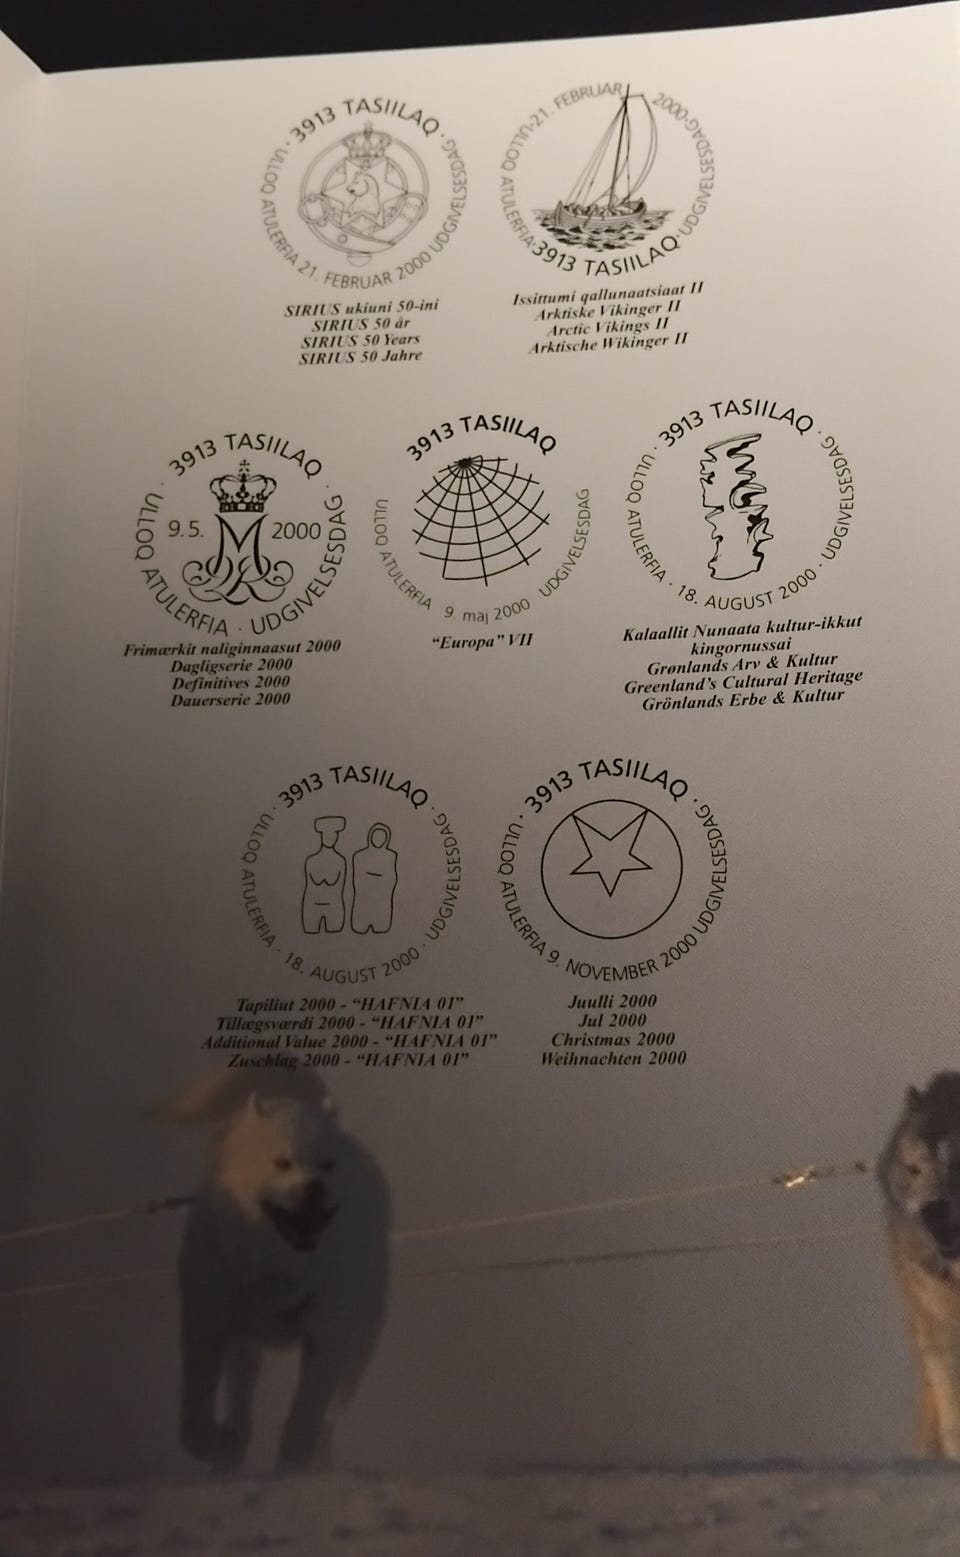 · 3913 TASIILAQ ·
ULLOQ ATULERFIA 21. FEBRUAR 2000 UDGIVELSESDAG
SIRIUS ukiuni 50-ini
SIRIUS 50 år
SIRIUS 50 Years
SIRIUS 50 Jahre
ULLOQ ATULERFIA·3913 TASIILAQ·UDGIVELSESDAG
21. FEBRUAR 2000
Issittumi qallunaatsiaat II
Arktiske Vikinger II
Arctic Vikings II
Arktische Wikinger II
· 3913 TASIILAQ ·
9.5. M 2000
ULLOQ ATULERFIA · UDGIVELSESDAG
Frimærkit naliginnaasut 2000
Dagligserie 2000
Definitives 2000
Dauerserie 2000
3913 TASIILAQ
ULLOQ ATULERFIA 9. maj 2000 UDGIVELSESDAG
“Europa” VII
· 3913 TASIILAQ ·
ULLOQ ATULERFIA · 18. AUGUST 2000 · UDGIVELSESDAG
Kalaallit Nunaata kultur-ikkut
kingornussai
Grønlands Arv & Kultur
Greenland's Cultural Heritage
Grönlands Erbe & Kultur
· 3913 TASIILAQ ·
ULLOQ ATULERFIA · 18. AUGUST 2000 · UDGIVELSESDAG
Tapiliut 2000 - “HAFNIA 01”
Tillægsværdi 2000 - “HAFNIA 01”
Additional Value 2000 - “HAFNIA 01”
Zuschlag 2000 - “HAFNIA 01”
· 3913 TASIILAQ ·
ULLOQ ATULERFIA 9. NOVEMBER 2000 UDGIVELSESDAG
Juulli 2000
Jul 2000
Christmas 2000
Weihnachten 2000